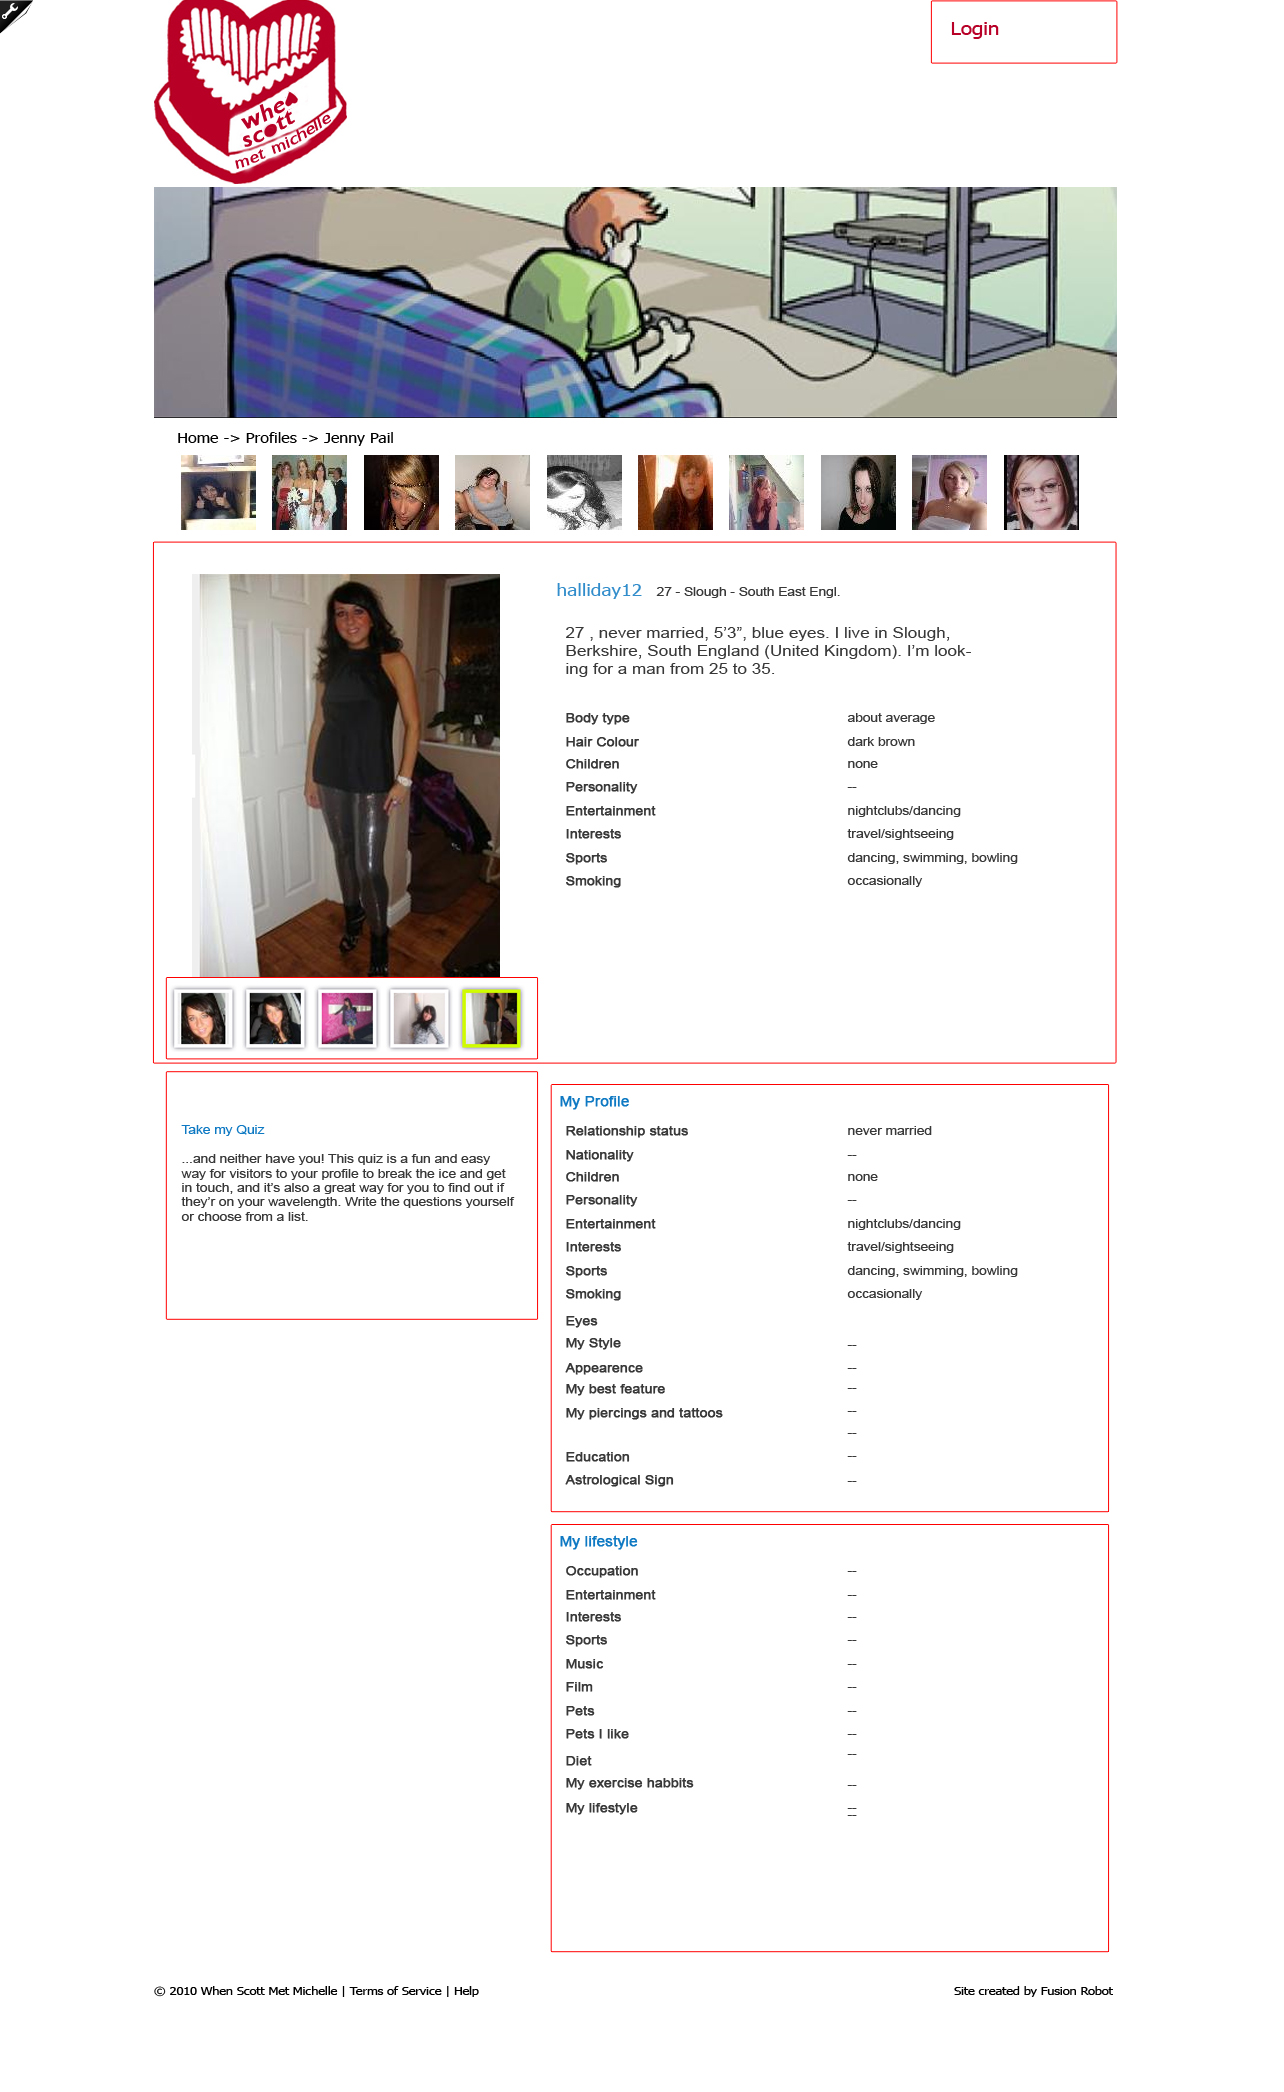 Login
whe
scott
met michelle
Home -> Profiles -> Jenny Pail
halliday12 27 - Slough - South East Engl.
27 , never married, 5’3”, blue eyes. I live in Slough,
Berkshire, South England (United Kingdom). I’m look-
ing for a man from 25 to 35.
Body type about average
Hair Colour dark brown
Children none
Personality --
Entertainment nightclubs/dancing
Interests travel/sightseeing
Sports dancing, swimming, bowling
Smoking occasionally
Take my Quiz
...and neither have you! This quiz is a fun and easy
way for visitors to your profile to break the ice and get
in touch, and it’s also a great way for you to find out if
they’r on your wavelength. Write the questions yourself
or choose from a list.
My Profile
Relationship status never married
Nationality --
Children none
Personality --
Entertainment nightclubs/dancing
Interests travel/sightseeing
Sports dancing, swimming, bowling
Smoking occasionally
Eyes
My Style --
Appearence --
My best feature --
My piercings and tattoos --
--
Education --
Astrological Sign --
My lifestyle
Occupation --
Entertainment --
Interests --
Sports --
Music --
Film --
Pets --
Pets I like --
Diet --
My exercise habbits --
My lifestyle --
--
© 2010 When Scott Met Michelle | Terms of Service | Help
Site created by Fusion Robot